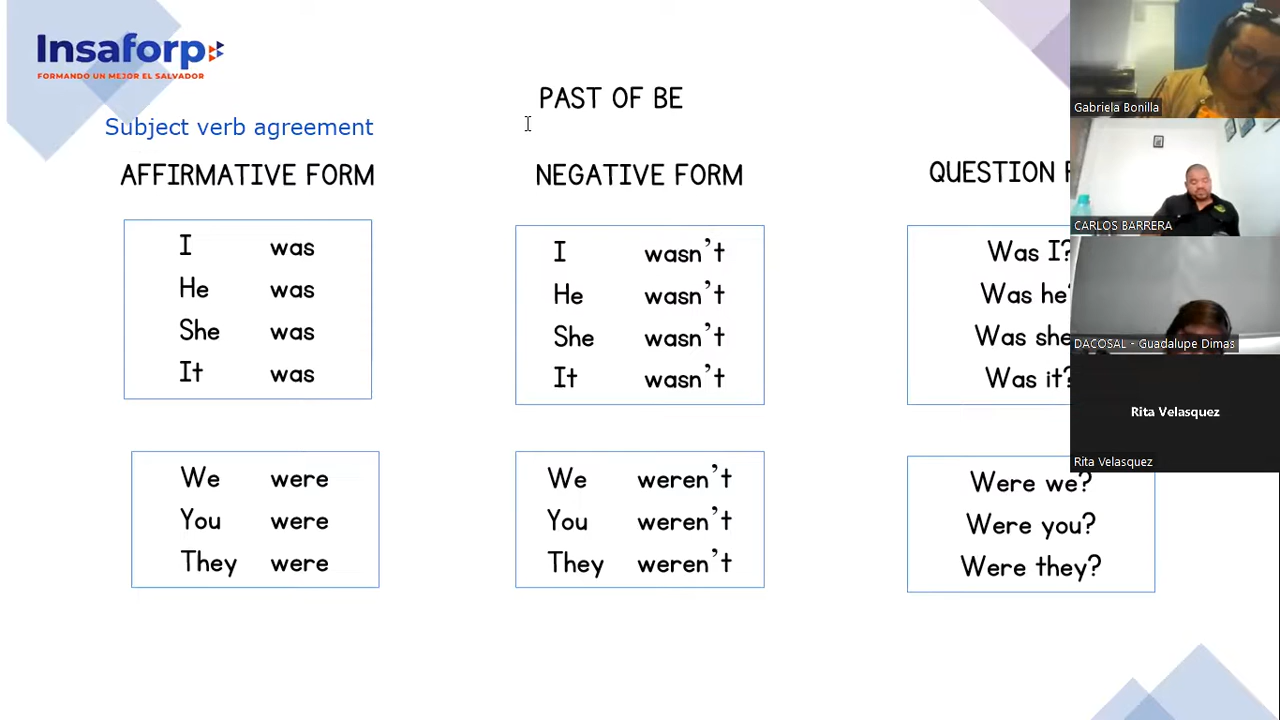 Insaforp
FORMANDO UN MEJOR EL SALVADOR
PAST OF BE
Subject verb agreement
AFFIRMATIVE FORM
I was
He was
She was
It was
We were
You were
They were
NEGATIVE FORM
I wasn't
He wasn't
She wasn't
It wasn't
We weren't
You weren't
They weren't
QUESTION
Was I?
Was he?
Was she
Was it?
Were we?
Were you?
Were they?
Gabriela Bonilla
CARLOS BARRERA
DACOSAL - Guadalupe Dimas
Rita Velasquez
Rita Velasquez